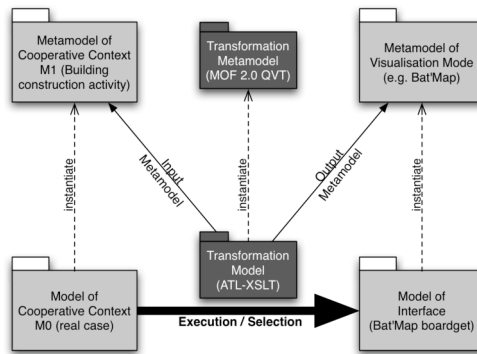 Metamodel of
Cooperative Context
M1 (Building
construction activity)
Transformation
Metamodel
(MOF 2.0 QVT)
Metamodel of
Visualisation Mode
(e.g. Bat'Map)
instantiate
Input
Metamodel
instantiate
Output
Metamodel
instantiate
Model of
Cooperative Context
M0 (real case)
Transformation
Model
(ATL-XSLT)
Model of
Interface
(Bat'Map boardget)
Execution / Selection